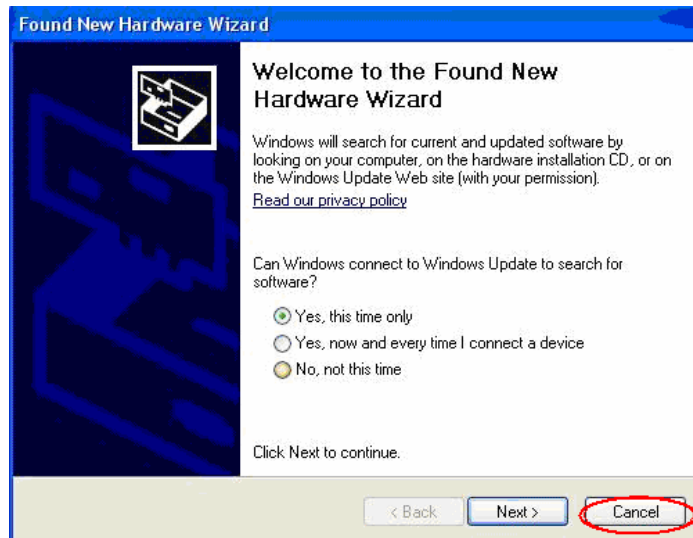 Found New Hardware Wizard
Welcome to the Found New
Hardware Wizard
Windows will search for current and updated software by
looking on your computer, on the hardware installation CD, or on
the Windows Update Web site (with your permission).
Read our privacy policy
Can Windows connect to Windows Update to search for
software?
Yes, this time only
Yes, now and every time I connect a device
No, not this time
Click Next to continue.
< Back
Next >
Cancel